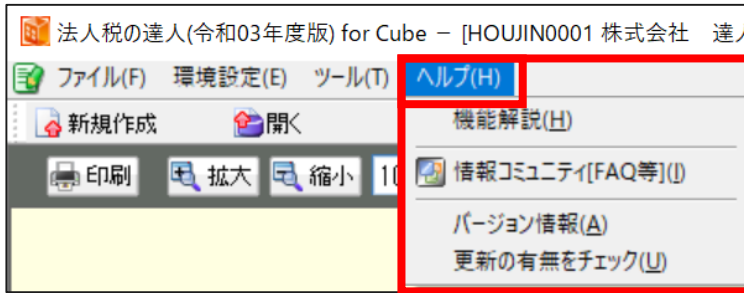 法人税の達人(令和03年度版) for Cube － [HOUJIN0001 株式会社　達
ファイル(F) 環境設定(E) ツール(T) ヘルプ(H)
新規作成 開く 機能解説(H)
印刷 拡大 縮小 情報コミュニティ[FAQ等](I)
バージョン情報(A)
更新の有無をチェック(U)